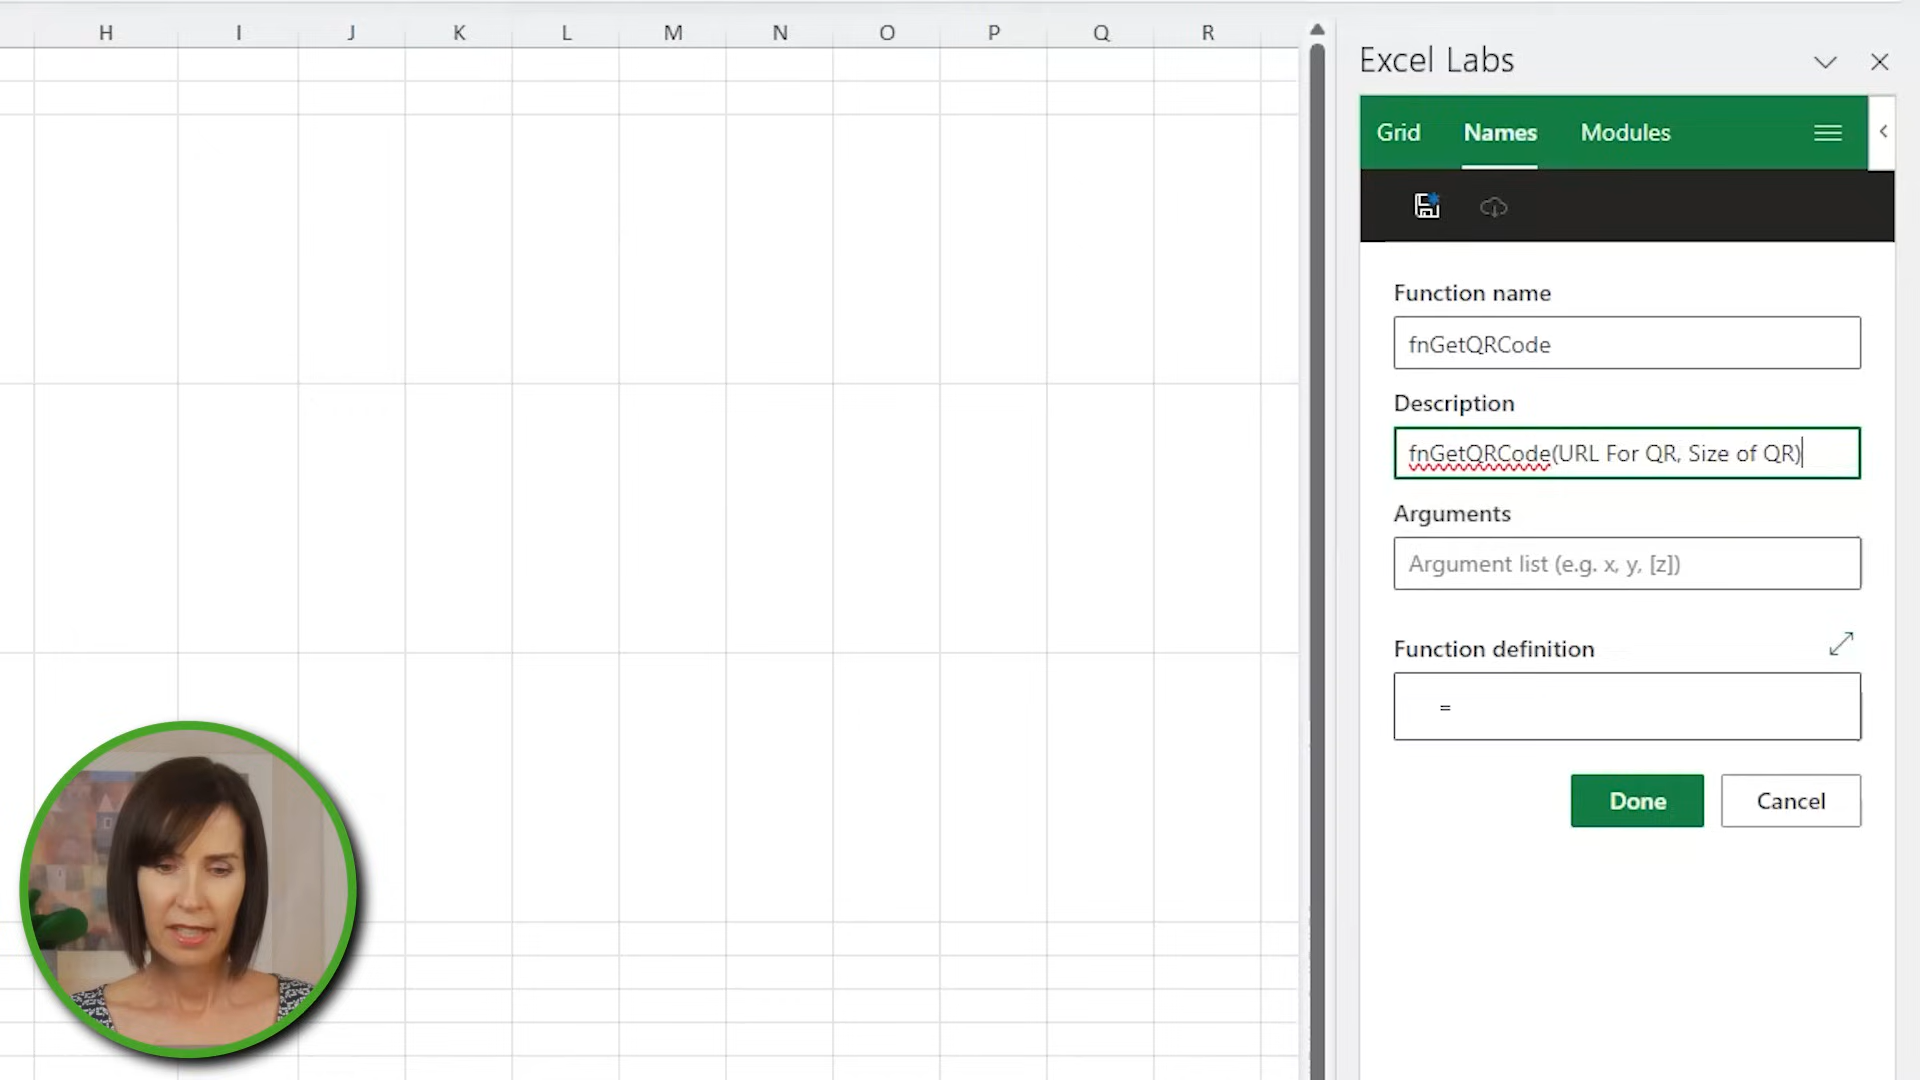 H I J K L M N O P Q R
Excel Labs
Grid Names Modules
Function name
fnGetQRCode
Description
fnGetQRCode(URL For QR, Size of QR)
Arguments
Argument list (e.g. x, y, [z])
Function definition
=
Done Cancel